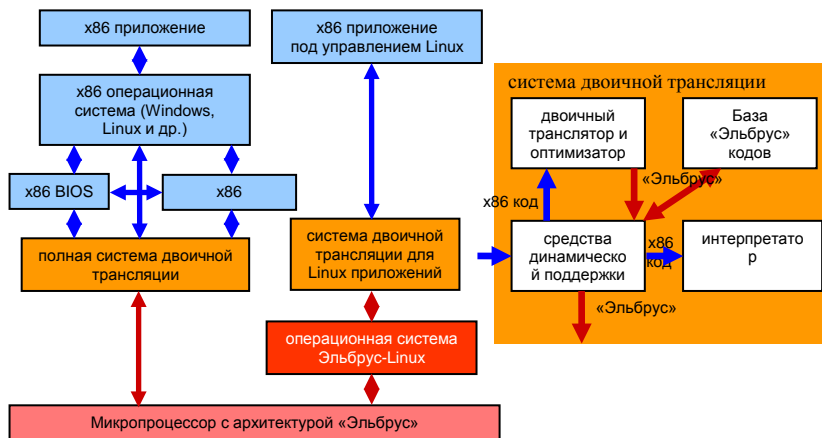 x86 приложение
x86 операционная
система (Windows,
Linux и др.)
x86 BIOS
x86
полная система двоичной
трансляции
x86 приложение
под управлением Linux
система двоичной
трансляции для
Linux приложений
операционная система
Эльбрус-Linux
Микропроцессор с архитектурой «Эльбрус»
система двоичной трансляции
двоичный
транслятор и
оптимизатор
База
«Эльбрус»
кодов
«Эльбрус»
x86 код
средства
динамическо
й поддержки
x86
код
интерпретато
р
«Эльбрус»